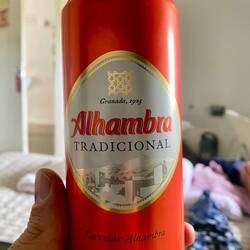 Granada, 1925
Alhambra
TRADICIONAL
Cervezas Alhambra